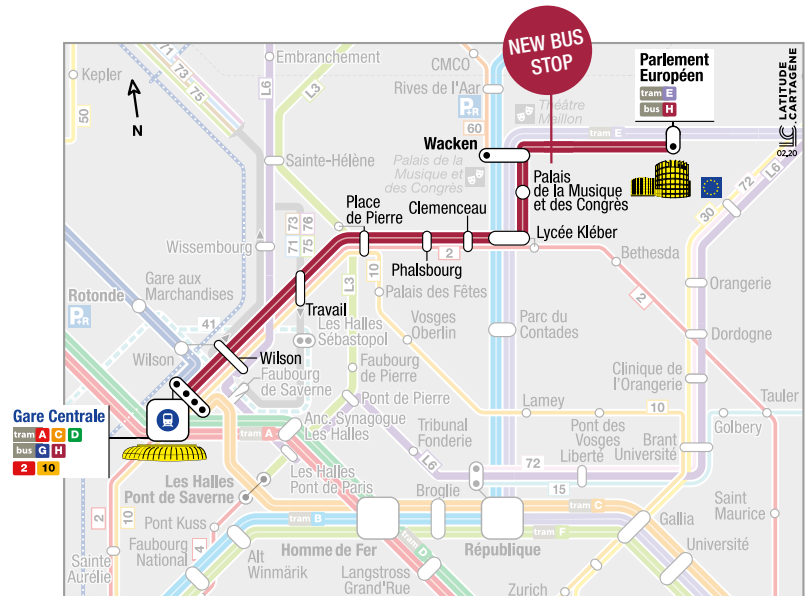 NEW BUS
STOP
Embranchement
Kepler
73
71
73
75
L6
L3
50
N
CMCO
Rives de l'Aar
P+R
60
Théâtre
Maillon
tram E
Parlement
Européen
tram E
bus H
LATITUDE
CARTAGÈNE
02_20
Wacken
Palais de la
Musique et
des Congrès
Sainte-Hélène
Palais
de la Musique
et des Congrès
72
L6
30
Place
de Pierre
Clemenceau
Lycée Kléber
73 76
71 75
Wissembourg
2
Phalsbourg
Bethesda
Gare aux
Marchandises
Rotonde
P+R
10
Palais des Fêtes
2
Orangerie
Travail
41
Les Halles
Sébastopol
Vosges
Oberlin
Parc du
Contades
Dordogne
Wilson
Wilson
Faubourg
de Saverne
Faubourg
de Pierre
Clinique de
l'Orangerie
Gare Centrale
tram A C D
bus G H
2 10
Pont de Pierre
Lamey
10
Tauler
Golbery
tram A
Anc. Synagogue
Les Halles
Tribunal
Fonderie
Pont des
Vosges
Liberté
Brant
Université
L6
72
15
Les Halles
Pont de Saverne
Les Halles
Pont de Paris
Broglie
Saint
Maurice
2
10
Pont Kuss
tram B
tram C
Gallia
Faubourg
National
4
Homme de Fer
tram D
République
tram F
Université
Sainte
Aurélie
Alt
Winmärik
Langstross
Grand'Rue
Zurich